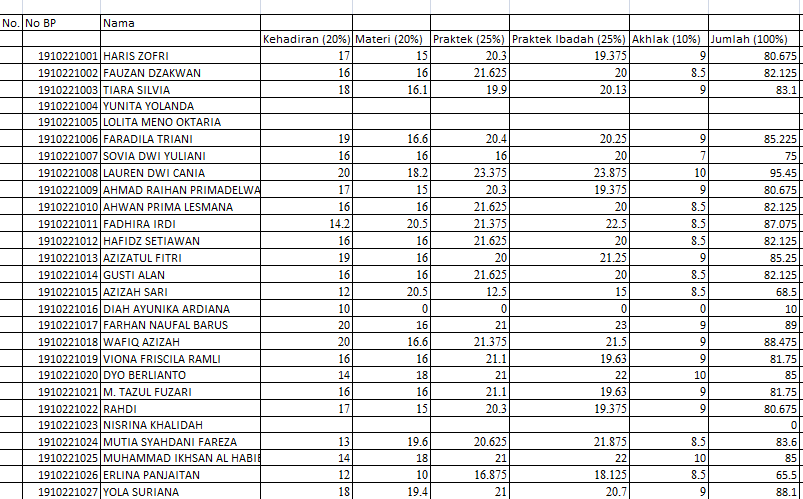 No. No BP Nama
Kehadiran (20%) Materi (20%) Praktek (25%) Praktek Ibadah (25%) Akhlak (10%) Jumlah (100%)
1910221001 HARIS ZOFRI 17 15 20.3 19.375 9 80.675
1910221002 FAUZAN DZAKWAN 16 16 21.625 20 8.5 82.125
1910221003 TIARA SILVIA 18 16.1 19.9 20.13 9 83.1
1910221004 YUNITA YOLANDA
1910221005 LOLITA MENO OKTARIA
1910221006 FARADILA TRIANI 19 16.6 20.4 20.25 9 85.225
1910221007 SOVIA DWI YULIANI 16 16 16 20 7 75
1910221008 LAUREN DWI CANIA 20 18.2 23.375 23.875 10 95.45
1910221009 AHMAD RAIHAN PRIMADELWA 17 15 20.3 19.375 9 80.675
1910221010 AHWAN PRIMA LESMANA 16 16 21.625 20 8.5 82.125
1910221011 FADHIRA IRDI 14.2 20.5 21.375 22.5 8.5 87.075
1910221012 HAFIDZ SETIAWAN 16 16 21.625 20 8.5 82.125
1910221013 AZIZATUL FITRI 19 16 20 21.25 9 85.25
1910221014 GUSTI ALAN 16 16 21.625 20 8.5 82.125
1910221015 AZIZAH SARI 12 20.5 12.5 15 8.5 68.5
1910221016 DIAH AYUNIKA ARDIANA 10 0 0 0 0 10
1910221017 FARHAN NAUFAL BARUS 20 16 21 23 9 89
1910221018 WAFIQ AZIZAH 20 16.6 21.375 21.5 9 88.475
1910221019 VIONA FRISCILA RAMLI 16 16 21.1 19.63 9 81.75
1910221020 DYO BERLIANTO 14 18 21 22 10 85
1910221021 M. TAZUL FUZARI 16 16 21.1 19.63 9 81.75
1910221022 RAHDI 17 15 20.3 19.375 9 80.675
1910221023 NISRINA KHALIDAH 0
1910221024 MUTIA SYAHDANI FAREZA 13 19.6 20.625 21.875 8.5 83.6
1910221025 MUHAMMAD IKHSAN AL HABIE 14 18 21 22 10 85
1910221026 ERLINA PANJAITAN 12 10 16.875 18.125 8.5 65.5
1910221027 YOLA SURIANA 18 19.4 21 20.7 9 88.1